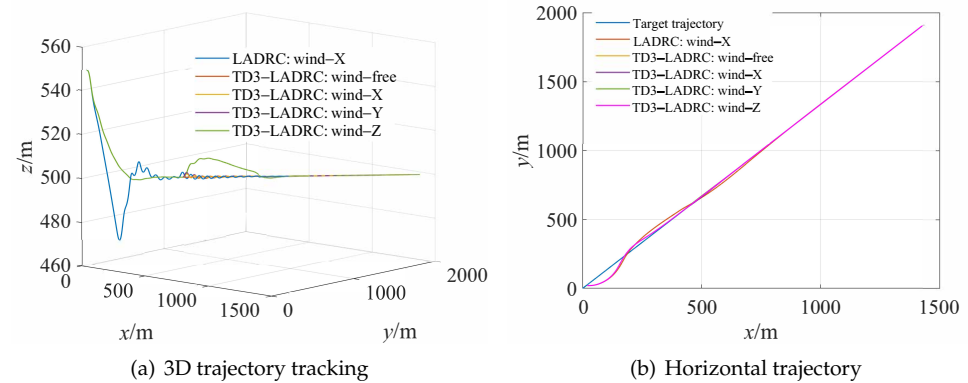 560
540
520
500
480
460
z/m
0
500
1000
1500
x/m
0
1000
2000
y/m
LADRC: wind–X
TD3–LADRC: wind–free
TD3–LADRC: wind–X
TD3–LADRC: wind–Y
TD3–LADRC: wind–Z
(a) 3D trajectory tracking
2000
1500
1000
500
0
y/m
0
500
1000
1500
x/m
Target trajectory
LADRC: wind–X
TD3–LADRC: wind–free
TD3–LADRC: wind–X
TD3–LADRC: wind–Y
TD3–LADRC: wind–Z
(b) Horizontal trajectory